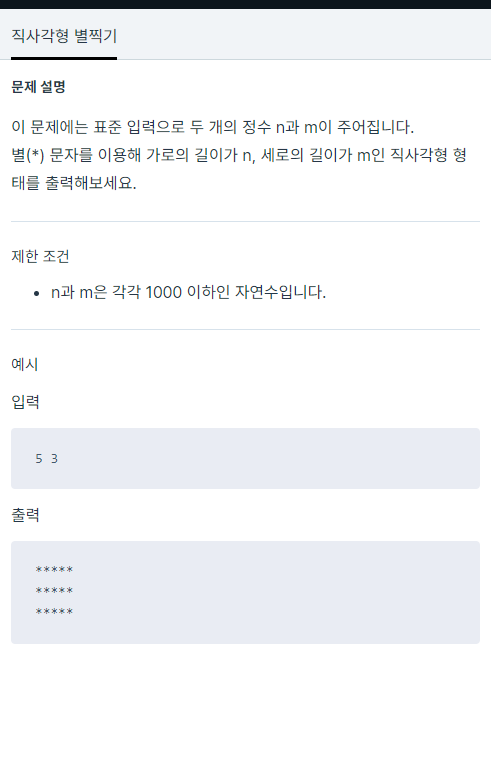 직사각형 별찍기
문제 설명
이 문제에는 표준 입력으로 두 개의 정수 n과 m이 주어집니다.
별(*) 문자를 이용해 가로의 길이가 n, 세로의 길이가 m인 직사각형 형
태를 출력해보세요.
제한 조건
• n과 m은 각각 1000 이하인 자연수입니다.
예시
입력
5 3
출력
*****
*****
*****